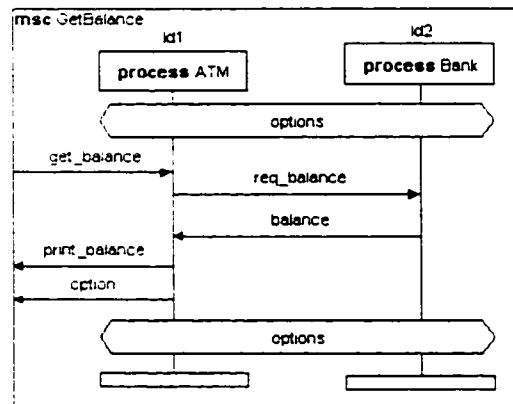 msc GetBalance
id1
id2
process ATM
process Bank
options
get_balance
req_balance
balance
print_balance
option
options